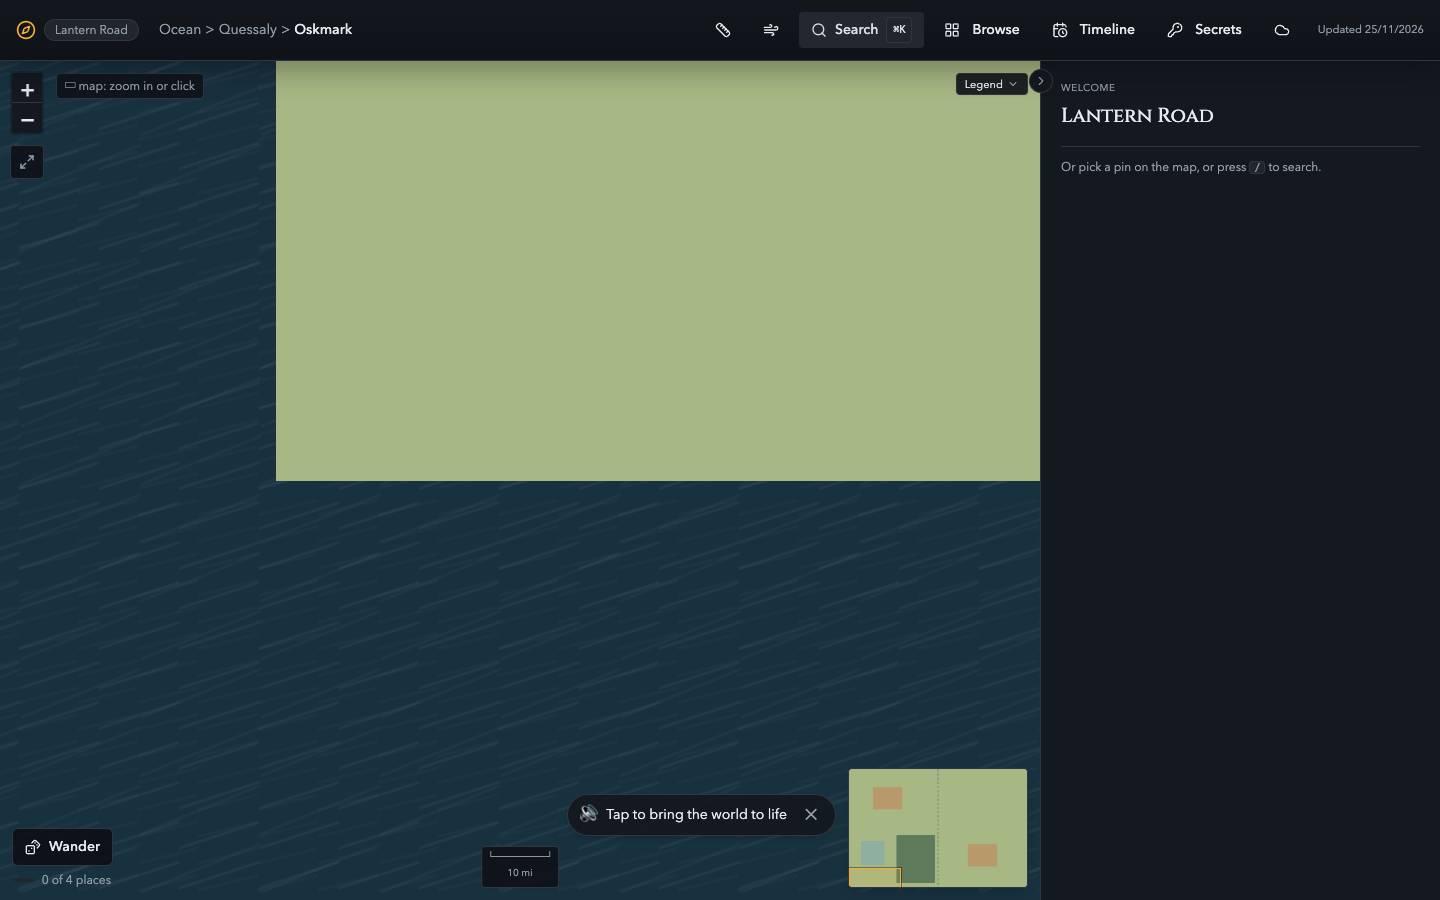 Lantern Road
Ocean > Quessaly > Oskmark
Search ⌘K
Browse
Timeline
Secrets
Updated 25/11/2026
+
−
map: zoom in or click
Legend
WELCOME
LANTERN ROAD
Or pick a pin on the map, or press / to search.
Tap to bring the world to life
Wander
0 of 4 places
10 mi